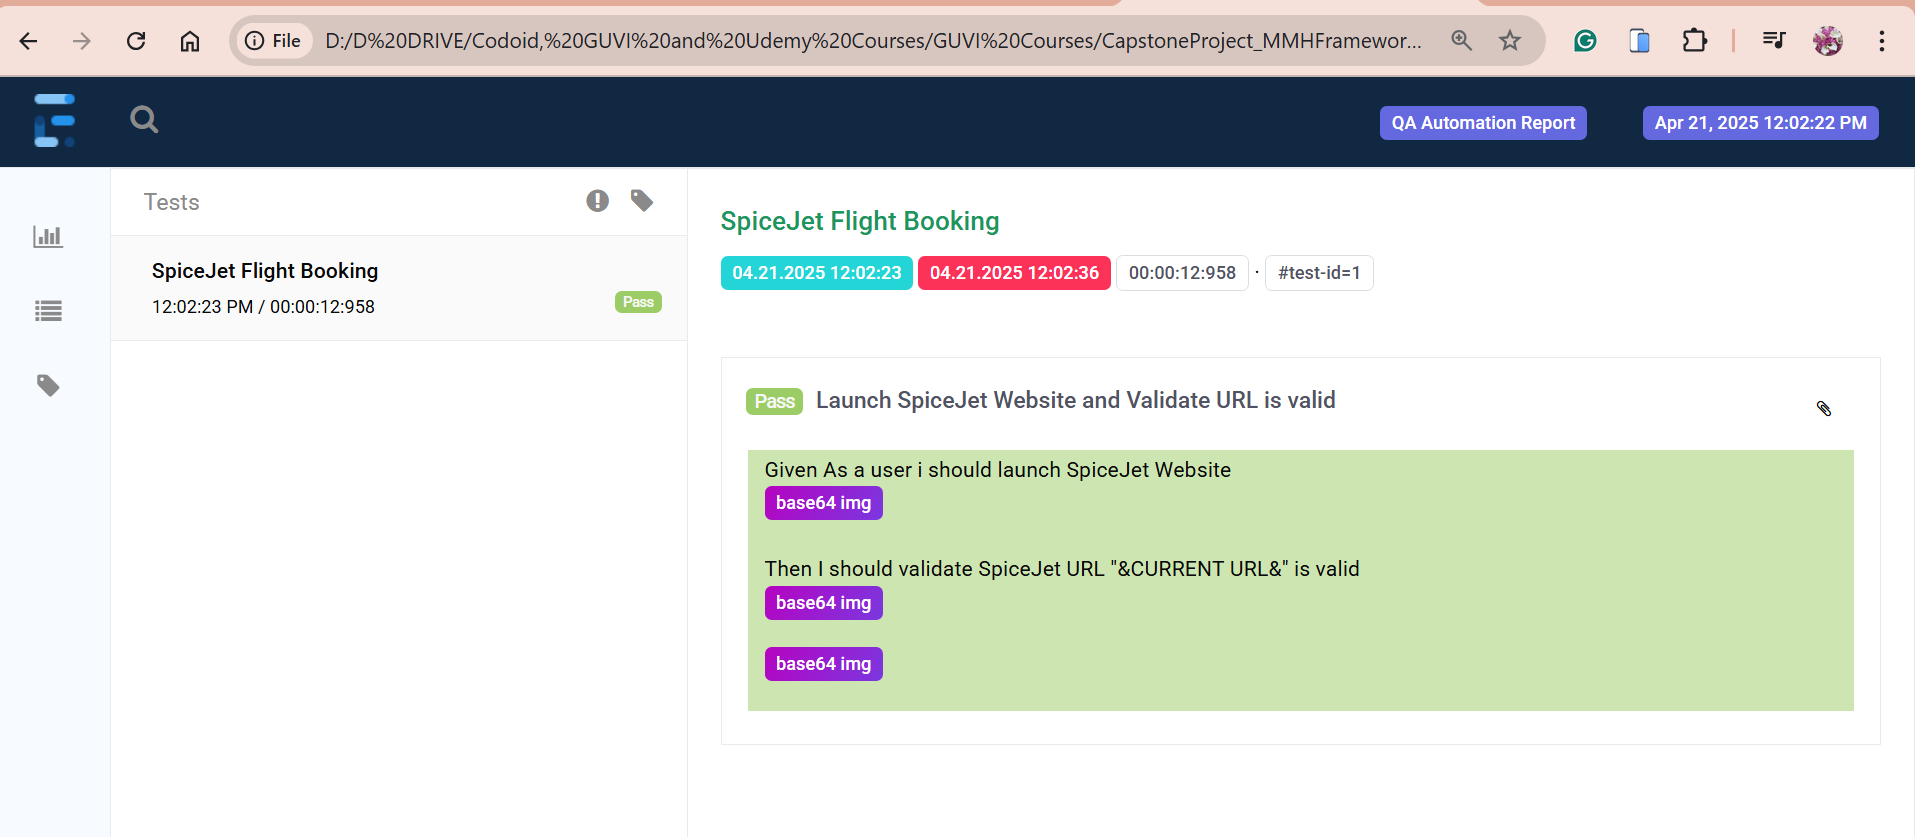 File
D:/D%20DRIVE/Codoid,%20GUVI%20and%20Udemy%20Courses/GUVI%20Courses/CapstoneProject_MMHFramewor...
QA Automation Report
Apr 21, 2025 12:02:22 PM
Tests
SpiceJet Flight Booking
12:02:23 PM / 00:00:12:958
Pass
SpiceJet Flight Booking
04.21.2025 12:02:23 04.21.2025 12:02:36 00:00:12:958 · #test-id=1
Pass Launch SpiceJet Website and Validate URL is valid
Given As a user i should launch SpiceJet Website
base64 img
Then I should validate SpiceJet URL "&CURRENT URL&" is valid
base64 img
base64 img